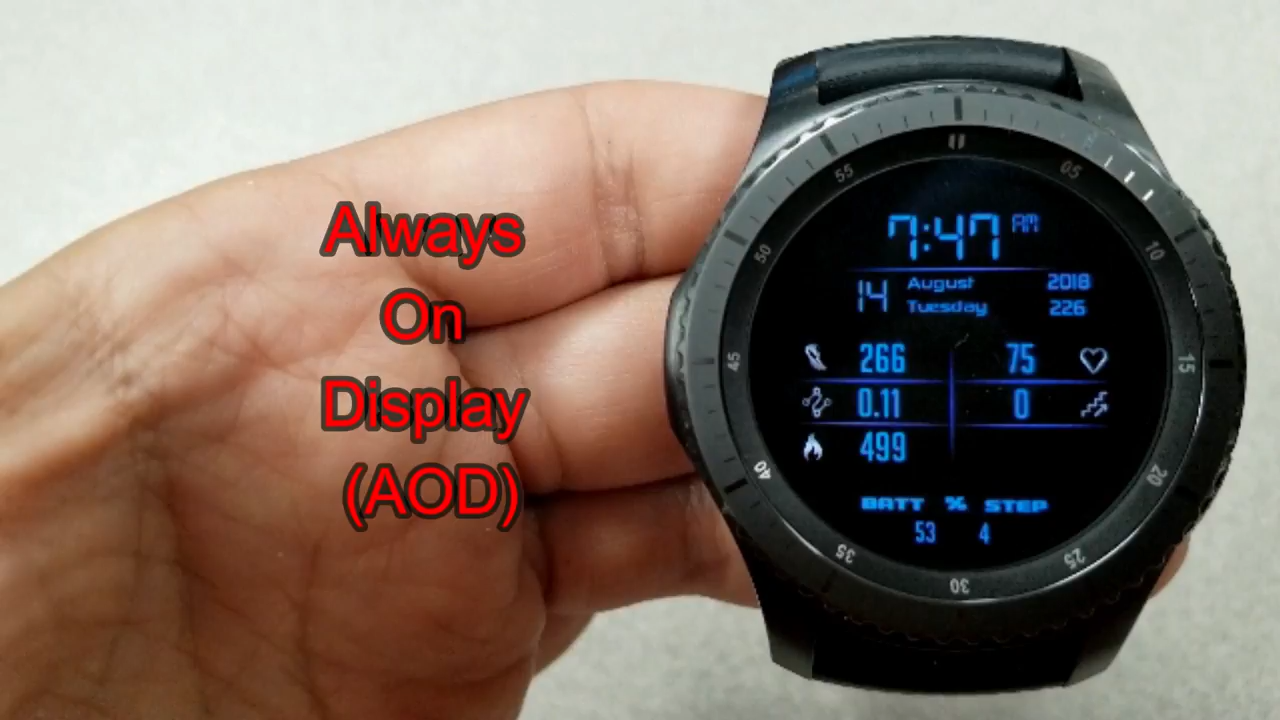 Always
On
Display
(AOD)
55
05
50
10
45
15
40
20
35
25
30
7:47 AM
14
August 2018
Tuesday 226
266 75
0.11 0
499
BATT % STEP
53 4